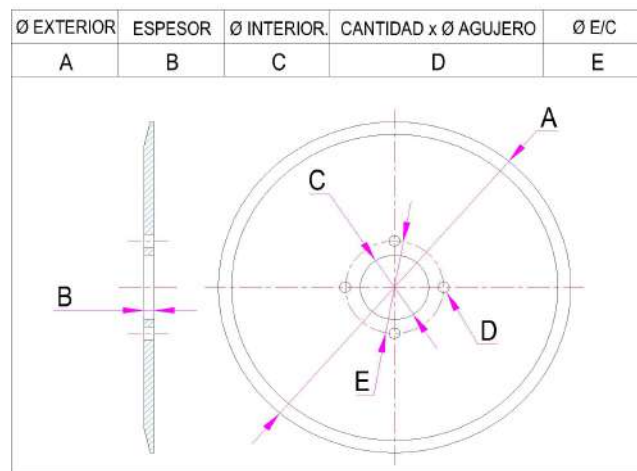 Ø EXTERIOR ESPESOR Ø INTERIOR. CANTIDAD x Ø AGUJERO Ø E/C
A B C D E
A
C
B
D
E